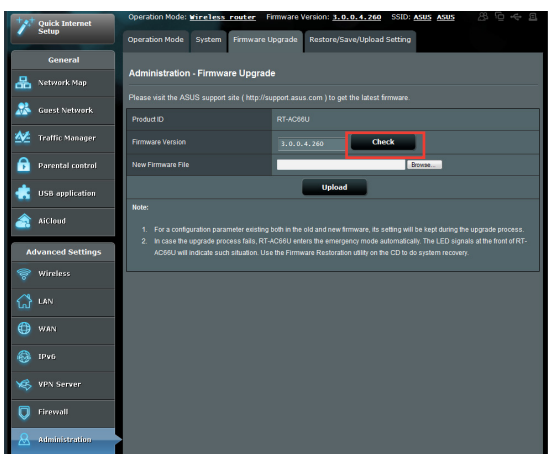 Quick Internet
Setup
Operation Mode: Wireless router Firmware Version: 3.0.0.4.260 SSID: ASUS ASUS
Operation Mode System Firmware Upgrade Restore/Save/Upload Setting
General
Network Map
Guest Network
Traffic Manager
Parental control
USB application
AiCloud
Advanced Settings
Wireless
LAN
WAN
IPv6
VPN Server
Firewall
Administration
Administration - Firmware Upgrade
Please visit the ASUS support site ( http://support.asus.com ) to get the latest firmware.
Product ID RT-AC66U
Firmware Version 3.0.0.4.260 Check
New Firmware File Browse...
Upload
Note:
1. For a configuration parameter existing both in the old and new firmware, its setting will be kept during the upgrade process.
2. In case the upgrade process fails, RT-AC66U enters the emergency mode automatically. The LED signals at the front of RT-
AC66U will indicate such situation. Use the Firmware Restoration utility on the CD to do system recovery.